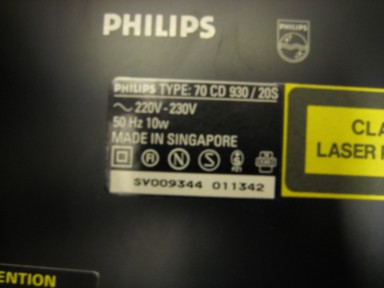 PHILIPS
PHILIPS
PHILIPS TYPE: 70 CD 930 / 20S
~ 220V - 230V
50 Hz 10w
MADE IN SINGAPORE
CLA
LASER P
SV009344 011342
ENTION